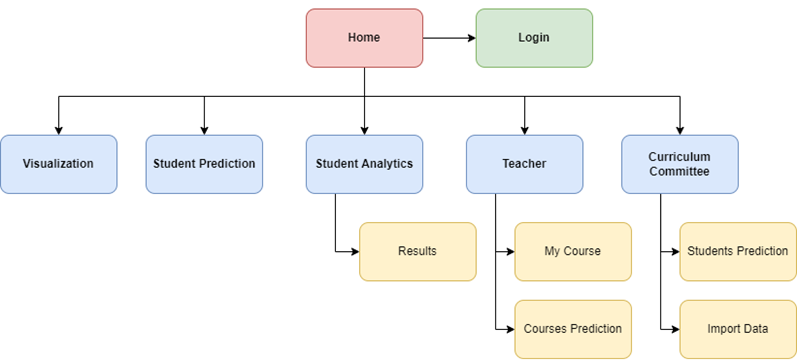 Home
Login
Visualization
Student Prediction
Student Analytics
Teacher
Curriculum
Committee
Results
My Course
Students Prediction
Courses Prediction
Import Data